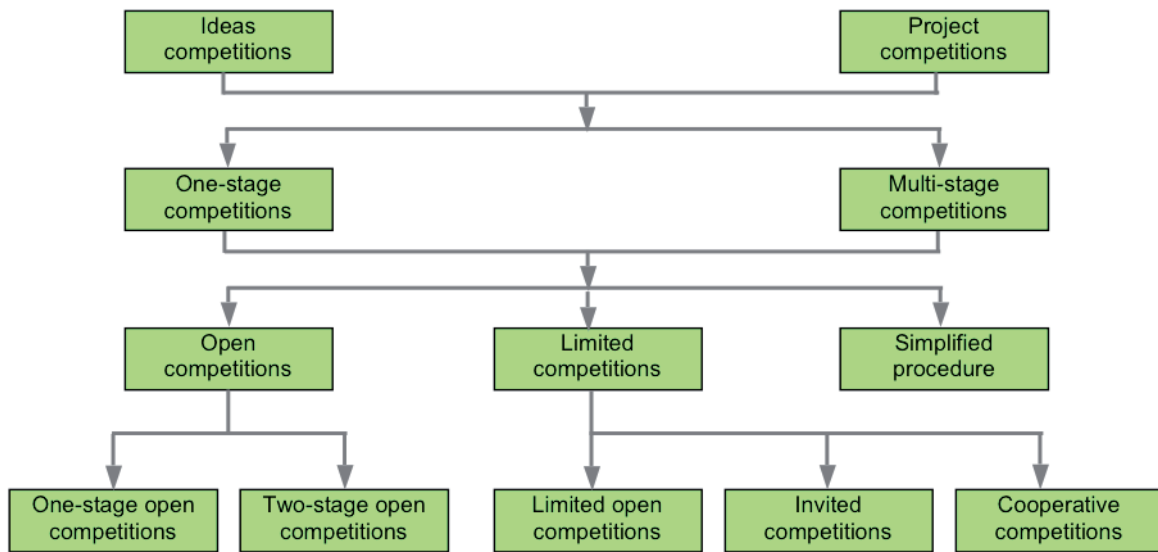 Ideas
competitions
Project
competitions
One-stage
competitions
Multi-stage
competitions
Open
competitions
Limited
competitions
Simplified
procedure
One-stage open
competitions
Two-stage open
competitions
Limited open
competitions
Invited
competitions
Cooperative
competitions